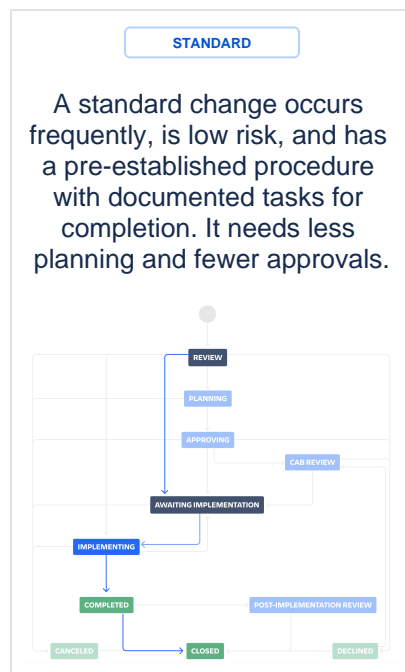 STANDARD
A standard change occurs
frequently, is low risk, and has
a pre-established procedure
with documented tasks for
completion. It needs less
planning and fewer approvals.
REVIEW
PLANNING
APPROVING
CAB REVIEW
AWAITING IMPLEMENTATION
IMPLEMENTING
COMPLETED
POST-IMPLEMENTATION REVIEW
CANCELED
CLOSED
DECLINED